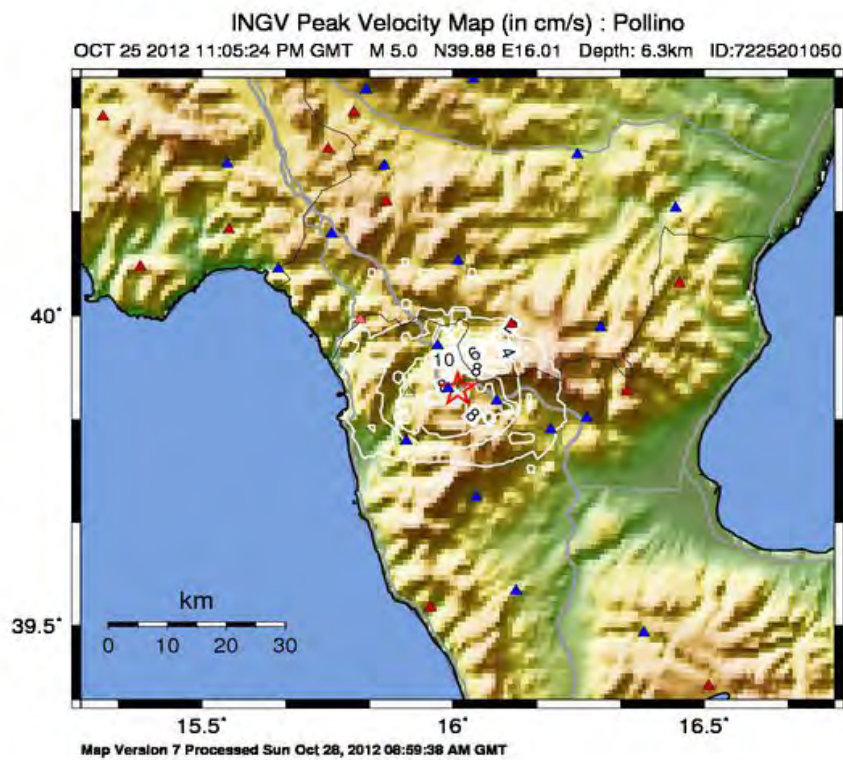 INGV Peak Velocity Map (in cm/s) : Pollino
OCT 25 2012 11:05:24 PM GMT M 5.0 N39.88 E16.01 Depth: 6.3km ID:7225201050
40°
10
6
8
4
8
km
0 10 20 30
39.5°
15.5° 16° 16.5°
Map Version 7 Processed Sun Oct 28, 2012 08:59:38 AM GMT